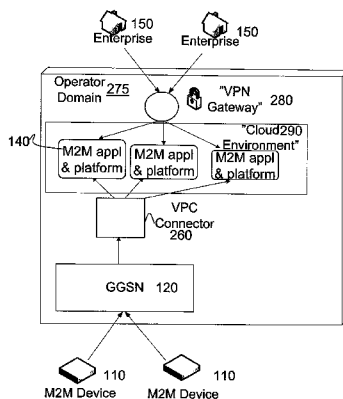 150
Enterprise
150
Enterprise
Operator
Domain 275
"VPN
Gateway" 280
"Cloud290
Environment"
140
M2M appl
& platform
M2M appl
& platform
M2M appl
& platform
VPC
Connector
260
GGSN 120
110
M2M Device
110
M2M Device